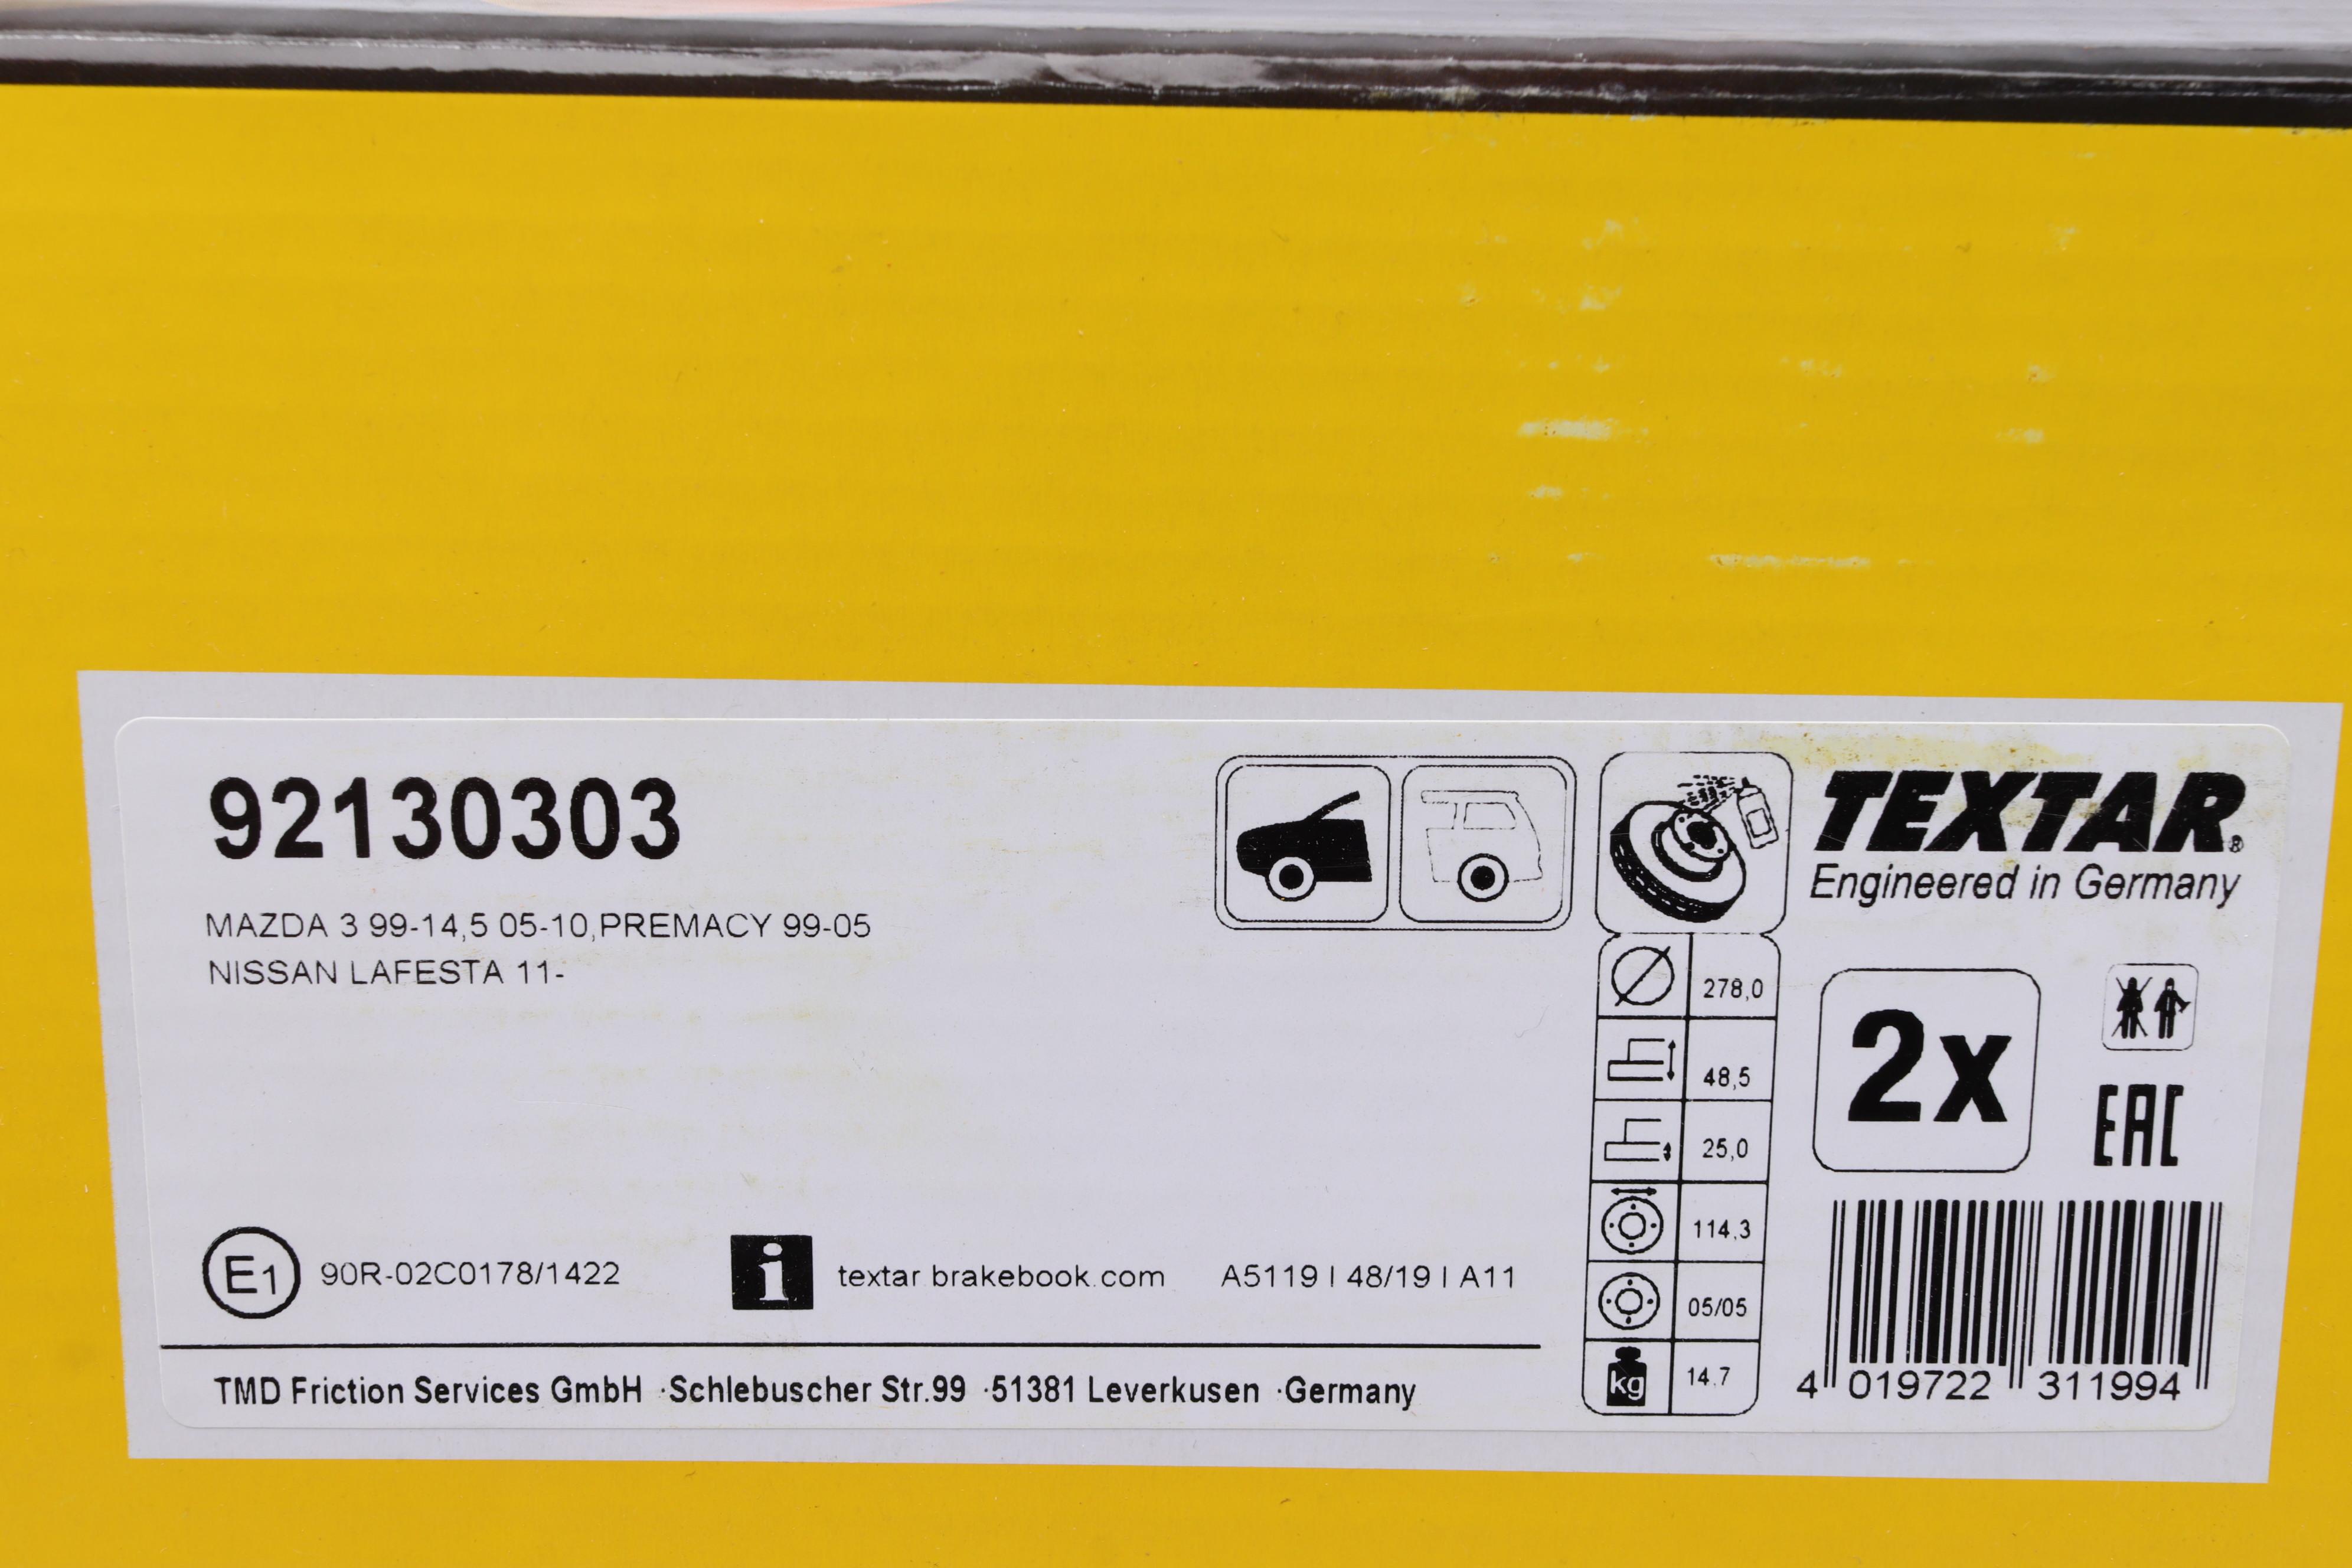 92130303
MAZDA 3 99-14,5 05-10,PREMACY 99-05
NISSAN LAFESTA 11-
TEXTAR®
Engineered in Germany
278,0
48,5
25,0
114,3
05/05
kg 14,7
2x
EAC
E1 90R-02C0178/1422
i textar.brakebook.com
A5119 | 48/19 | A11
TMD Friction Services GmbH ·Schlebuscher Str.99 ·51381 Leverkusen ·Germany
4 019722 311994